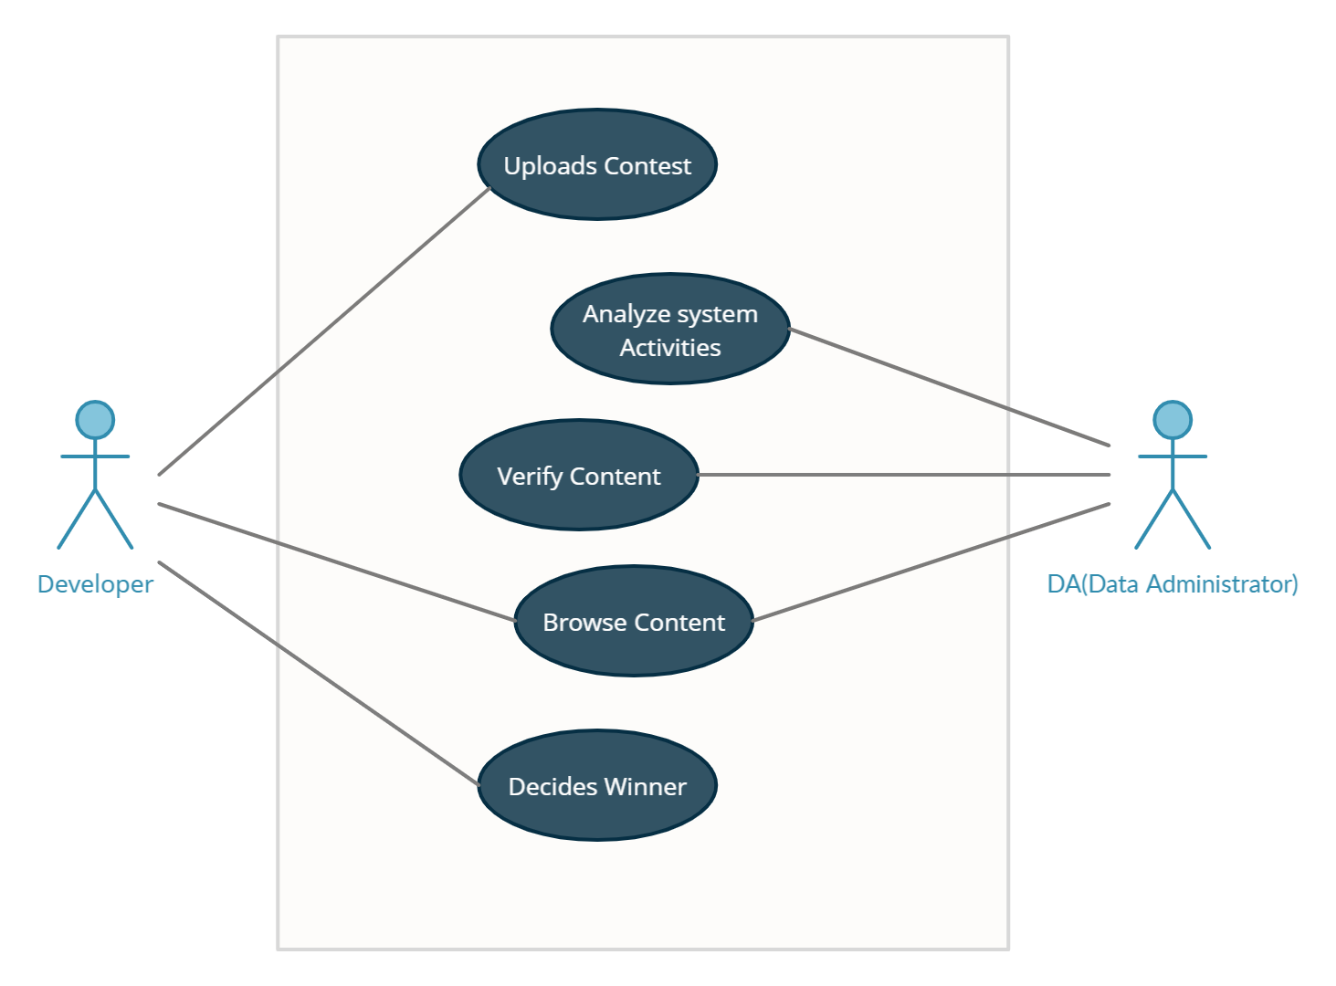 Uploads Contest
Analyze system
Activities
Verify Content
Developer
DA(Data Administrator)
Browse Content
Decides Winner